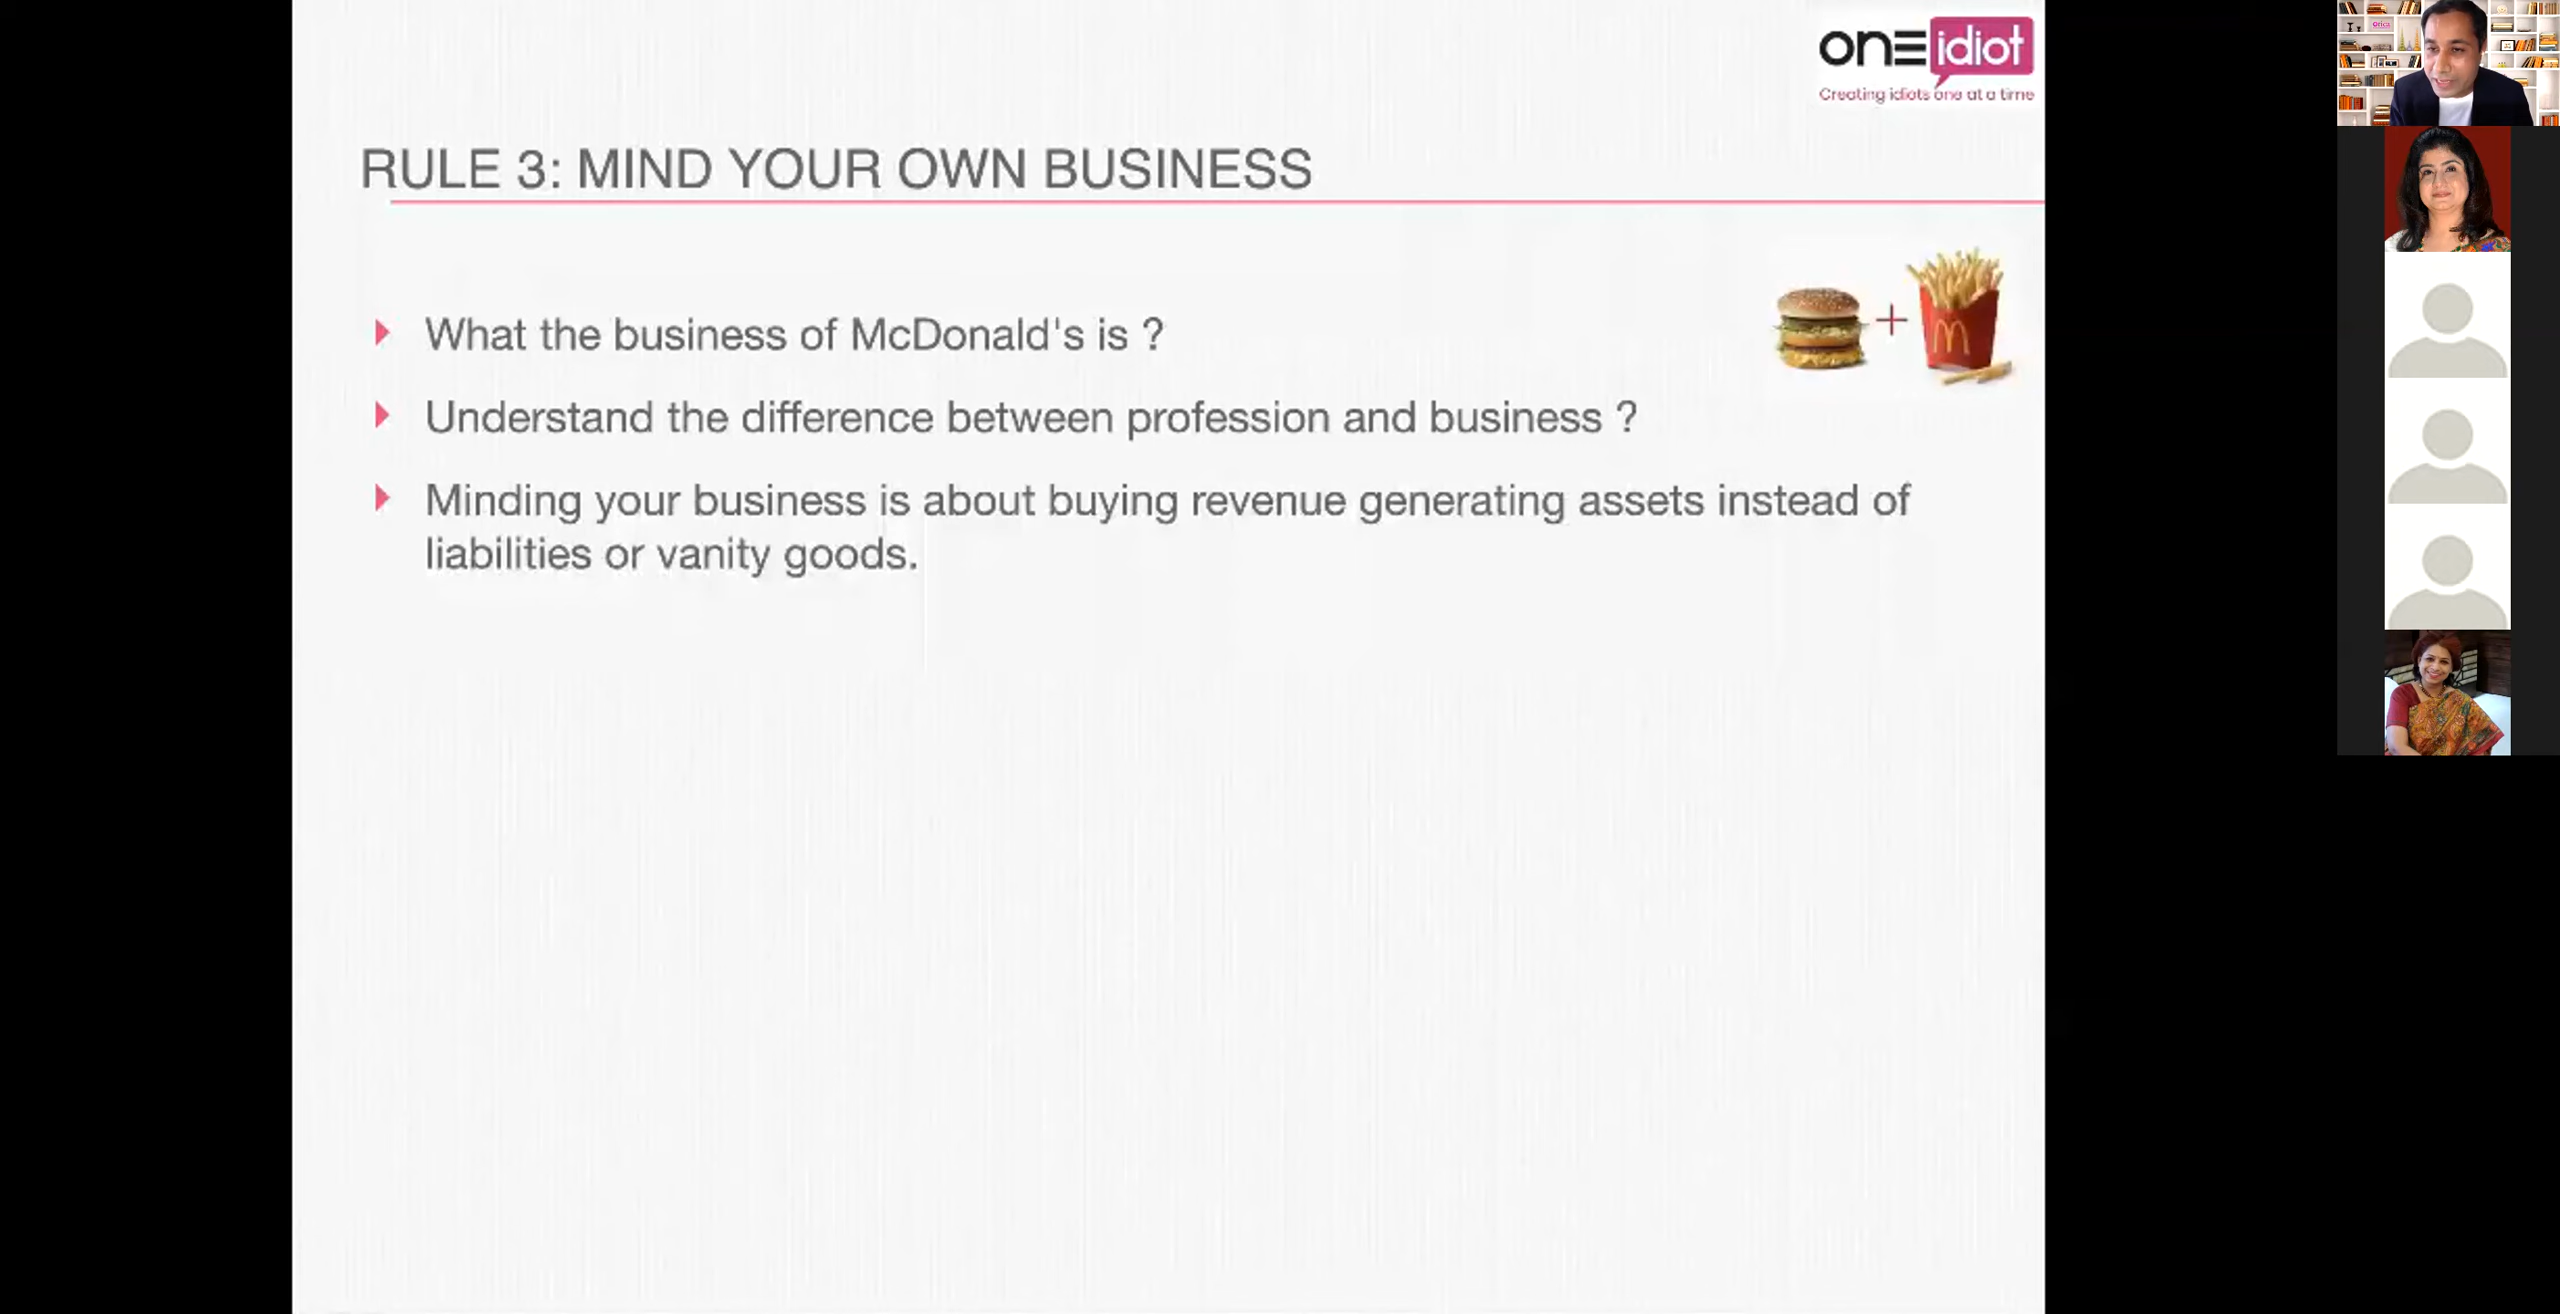 one idiot
Creating idiots one at a time
RULE 3: MIND YOUR OWN BUSINESS
What the business of McDonald's is ?
Understand the difference between profession and business ?
Minding your business is about buying revenue generating assets instead of
liabilities or vanity goods.